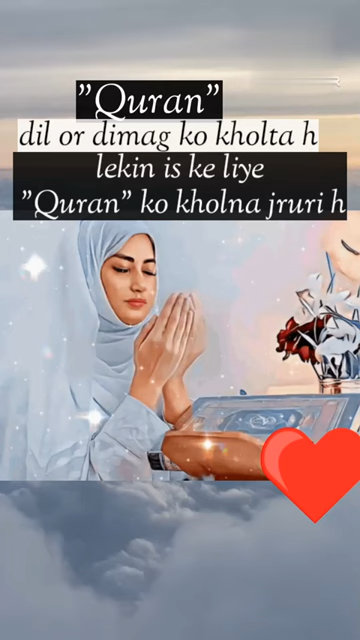 "Quran"
dil or dimag ko kholta h
lekin is ke liye
"Quran" ko kholna jruri h